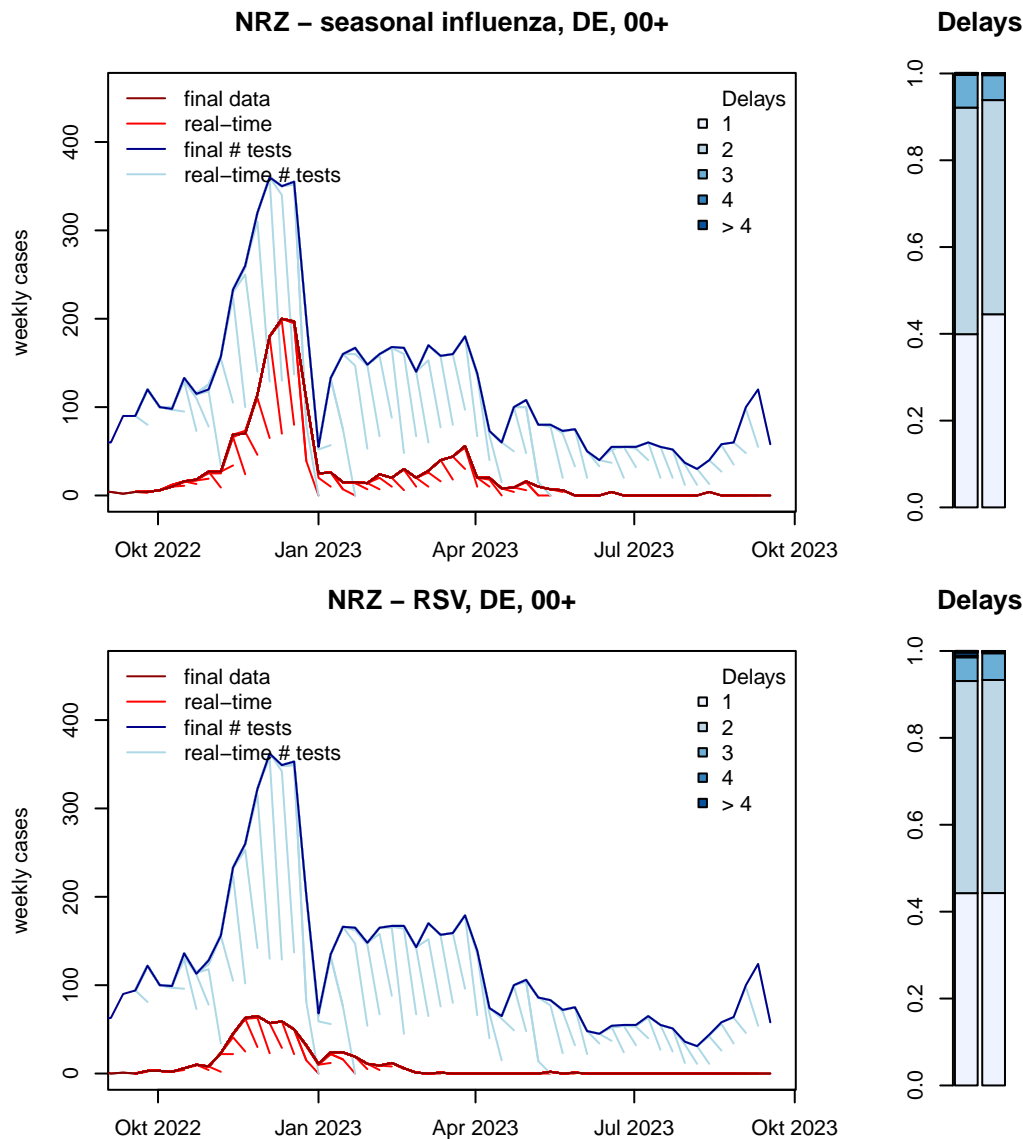 NRZ − seasonal influenza, DE, 00+
Delays
final data
real−time
final # tests
real−time # tests
Delays
1
2
3
4
> 4
weekly cases
0
100
200
300
400
Okt 2022
Jan 2023
Apr 2023
Jul 2023
Okt 2023
0.0
0.2
0.4
0.6
0.8
1.0
NRZ − RSV, DE, 00+
Delays
final data
real−time
final # tests
real−time # tests
Delays
1
2
3
4
> 4
weekly cases
0
100
200
300
400
Okt 2022
Jan 2023
Apr 2023
Jul 2023
Okt 2023
0.0
0.2
0.4
0.6
0.8
1.0